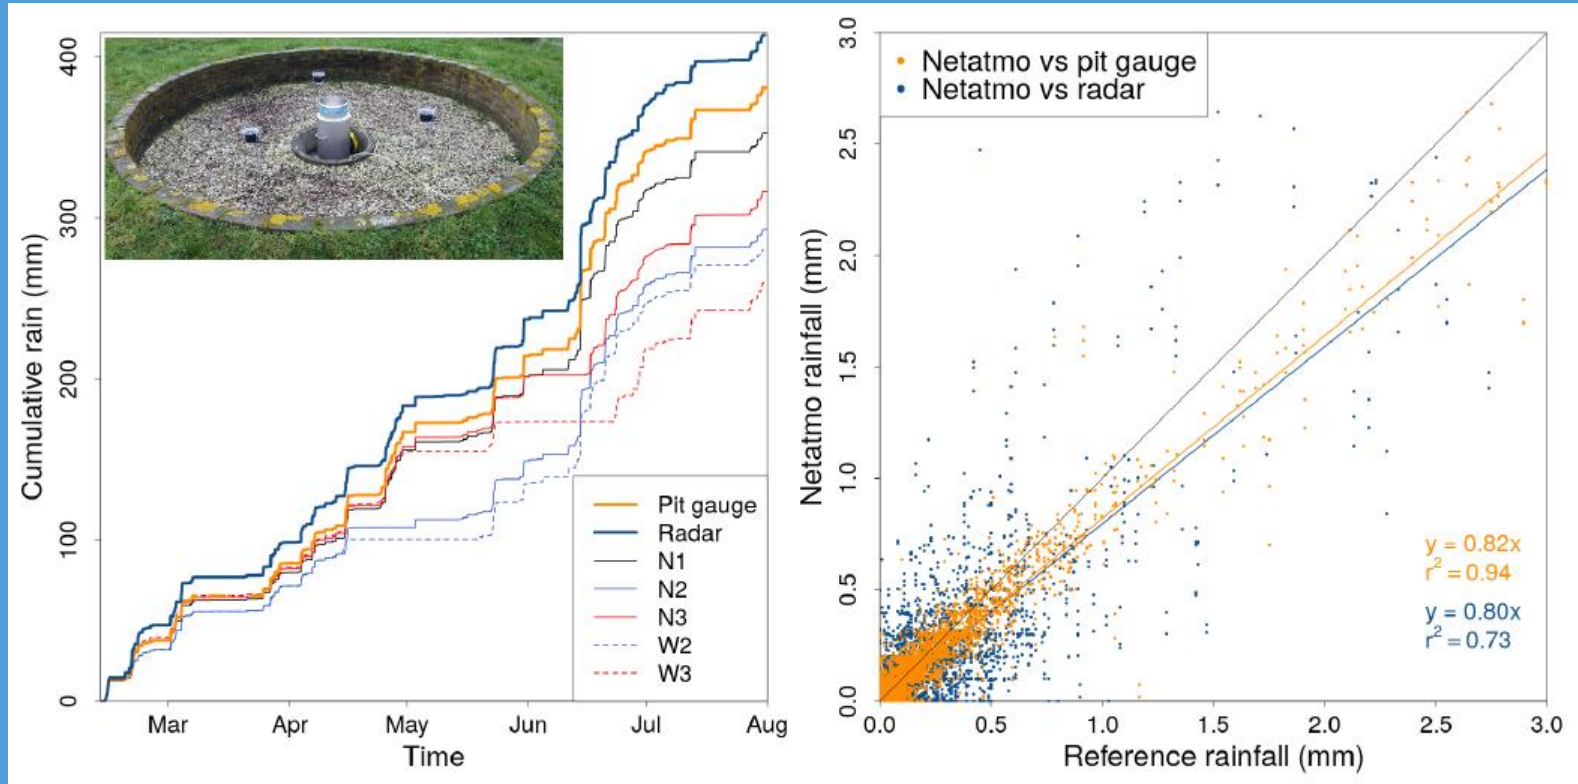 400
300
200
100
0
Cumulative rain (mm)
Pit gauge
Radar
N1
N2
N3
W2
W3
Mar Apr May Jun Jul Aug
Time
3.0
2.5
2.0
1.5
1.0
0.5
0.0
Netatmo rainfall (mm)
Netatmo vs pit gauge
Netatmo vs radar
y = 0.82x
r² = 0.94
y = 0.80x
r² = 0.73
0.0 0.5 1.0 1.5 2.0 2.5 3.0
Reference rainfall (mm)